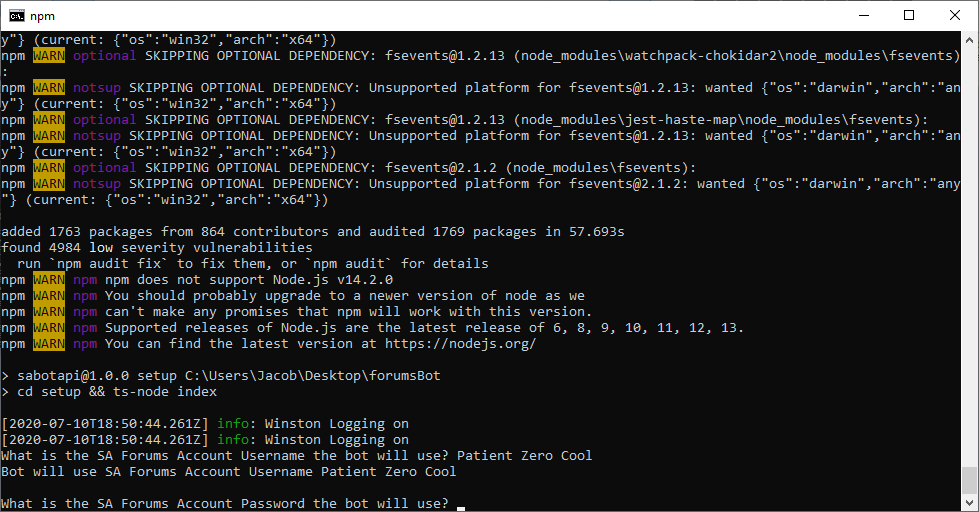 npm
y"} (current: {"os":"win32","arch":"x64"})
npm WARN optional SKIPPING OPTIONAL DEPENDENCY: fsevents@1.2.13 (node_modules\watchpack-chokidar2\node_modules\fsevents)
:
npm WARN notsup SKIPPING OPTIONAL DEPENDENCY: Unsupported platform for fsevents@1.2.13: wanted {"os":"darwin","arch":"an
y"} (current: {"os":"win32","arch":"x64"})
npm WARN optional SKIPPING OPTIONAL DEPENDENCY: fsevents@1.2.13 (node_modules\jest-haste-map\node_modules\fsevents):
npm WARN notsup SKIPPING OPTIONAL DEPENDENCY: Unsupported platform for fsevents@1.2.13: wanted {"os":"darwin","arch":"an
y"} (current: {"os":"win32","arch":"x64"})
npm WARN optional SKIPPING OPTIONAL DEPENDENCY: fsevents@2.1.2 (node_modules\fsevents):
npm WARN notsup SKIPPING OPTIONAL DEPENDENCY: Unsupported platform for fsevents@2.1.2: wanted {"os":"darwin","arch":"any
"} (current: {"os":"win32","arch":"x64"})
added 1763 packages from 864 contributors and audited 1769 packages in 57.693s
found 4984 low severity vulnerabilities
  run `npm audit fix` to fix them, or `npm audit` for details
npm WARN npm npm does not support Node.js v14.2.0
npm WARN npm You should probably upgrade to a newer version of node as we
npm WARN npm can't make any promises that npm will work with this version.
npm WARN npm Supported releases of Node.js are the latest release of 6, 8, 9, 10, 11, 12, 13.
npm WARN npm You can find the latest version at https://nodejs.org/
> sabotapi@1.0.0 setup C:\Users\Jacob\Desktop\forumsBot
> cd setup && ts-node index
[2020-07-10T18:50:44.261Z] info: Winston Logging on
[2020-07-10T18:50:44.261Z] info: Winston Logging on
What is the SA Forums Account Username the bot will use? Patient Zero Cool
Bot will use SA Forums Account Username Patient Zero Cool
What is the SA Forums Account Password the bot will use?